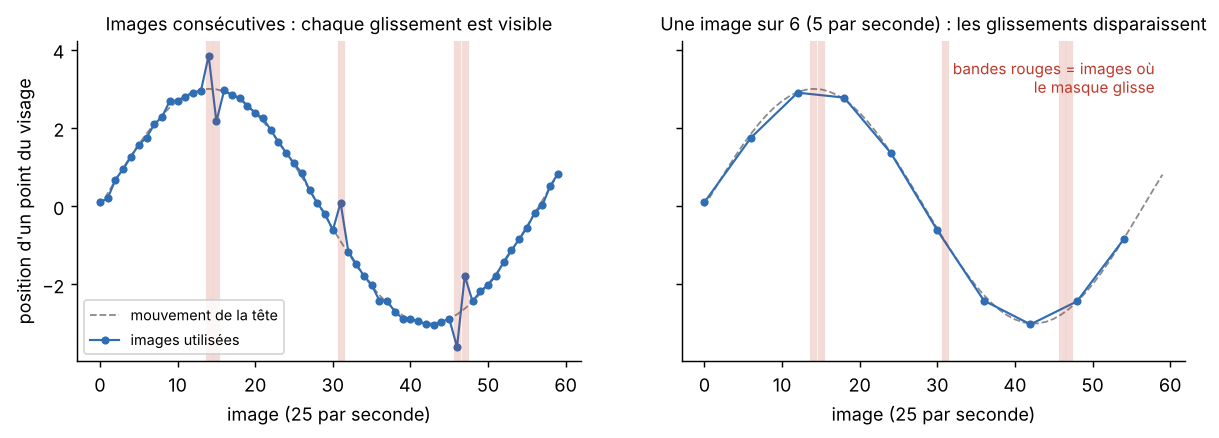 Images consécutives : chaque glissement est visible
4
2
0
−2
position d'un point du visage
mouvement de la tête
images utilisées
0 10 20 30 40 50 60
image (25 par seconde)
Une image sur 6 (5 par seconde) : les glissements disparaissent
bandes rouges = images où
le masque glisse
0 10 20 30 40 50 60
image (25 par seconde)